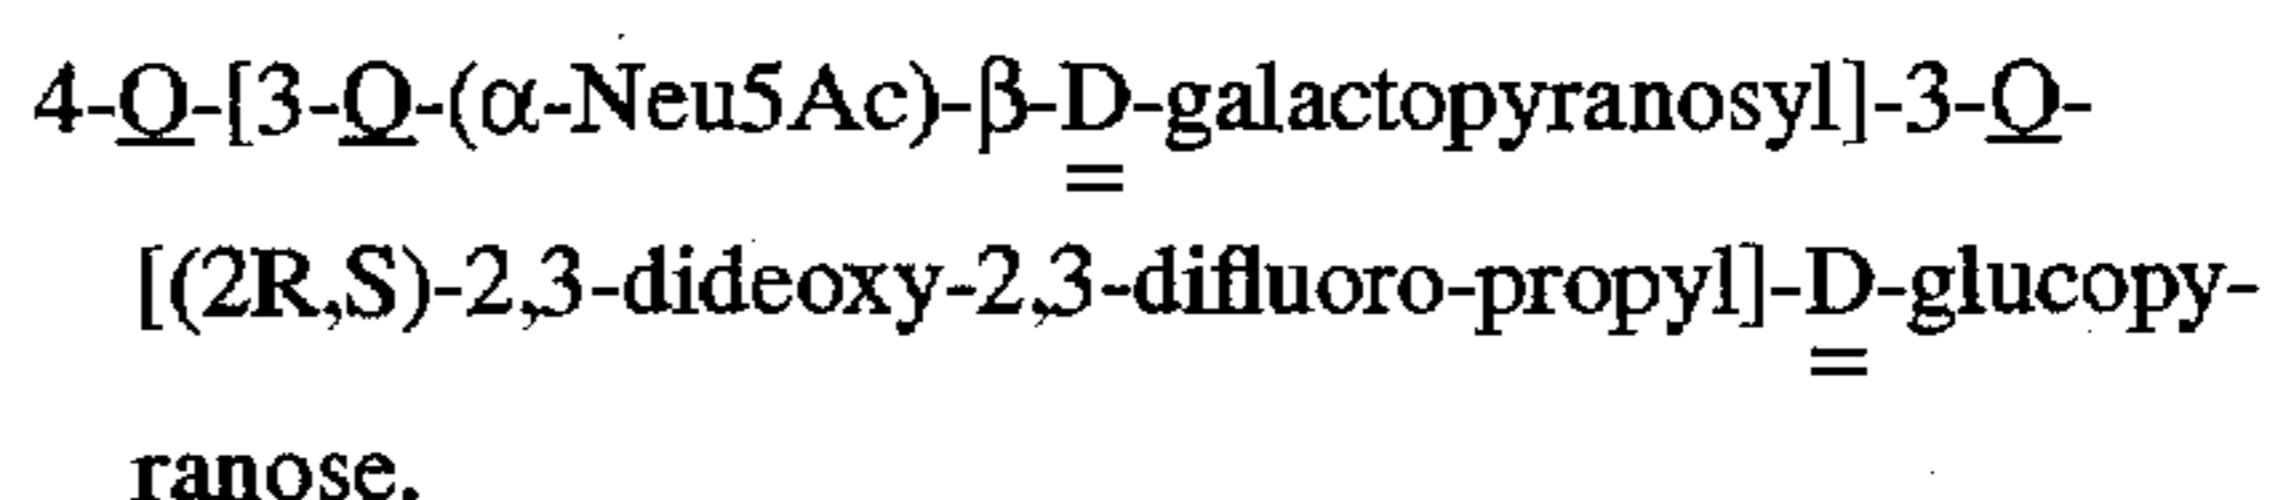 4-O-[3-O-(α-Neu5Ac)-β-D-galactopyranosyl]-3-O-
[(2R,S)-2,3-dideoxy-2,3-difluoro-propyl]-D-glucopy-
ranose.